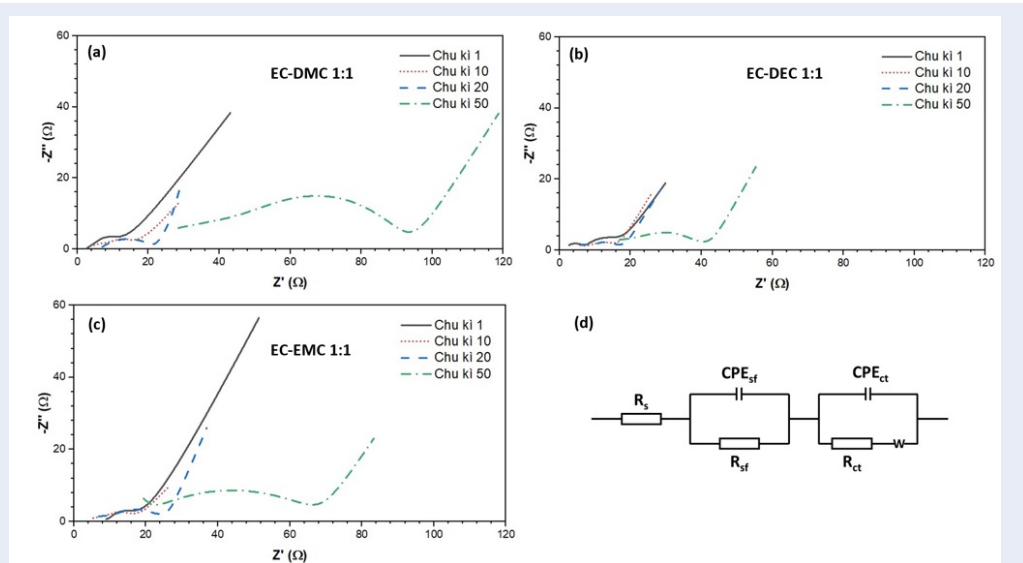 (a)
EC-DMC 1:1
Chu kì 1
Chu kì 10
Chu kì 20
Chu kì 50
60
40
20
0
-Z'' (Ω)
0 20 40 60 80 100 120
Z' (Ω)
(b)
EC-DEC 1:1
Chu kì 1
Chu kì 10
Chu kì 20
Chu kì 50
60
40
20
0
-Z'' (Ω)
0 20 40 60 80 100 120
Z' (Ω)
(c)
EC-EMC 1:1
Chu kì 1
Chu kì 10
Chu kì 20
Chu kì 50
60
40
20
0
-Z'' (Ω)
0 20 40 60 80 100 120
Z' (Ω)
(d)
CPEsf CPEct
Rs
W
Rsf Rct